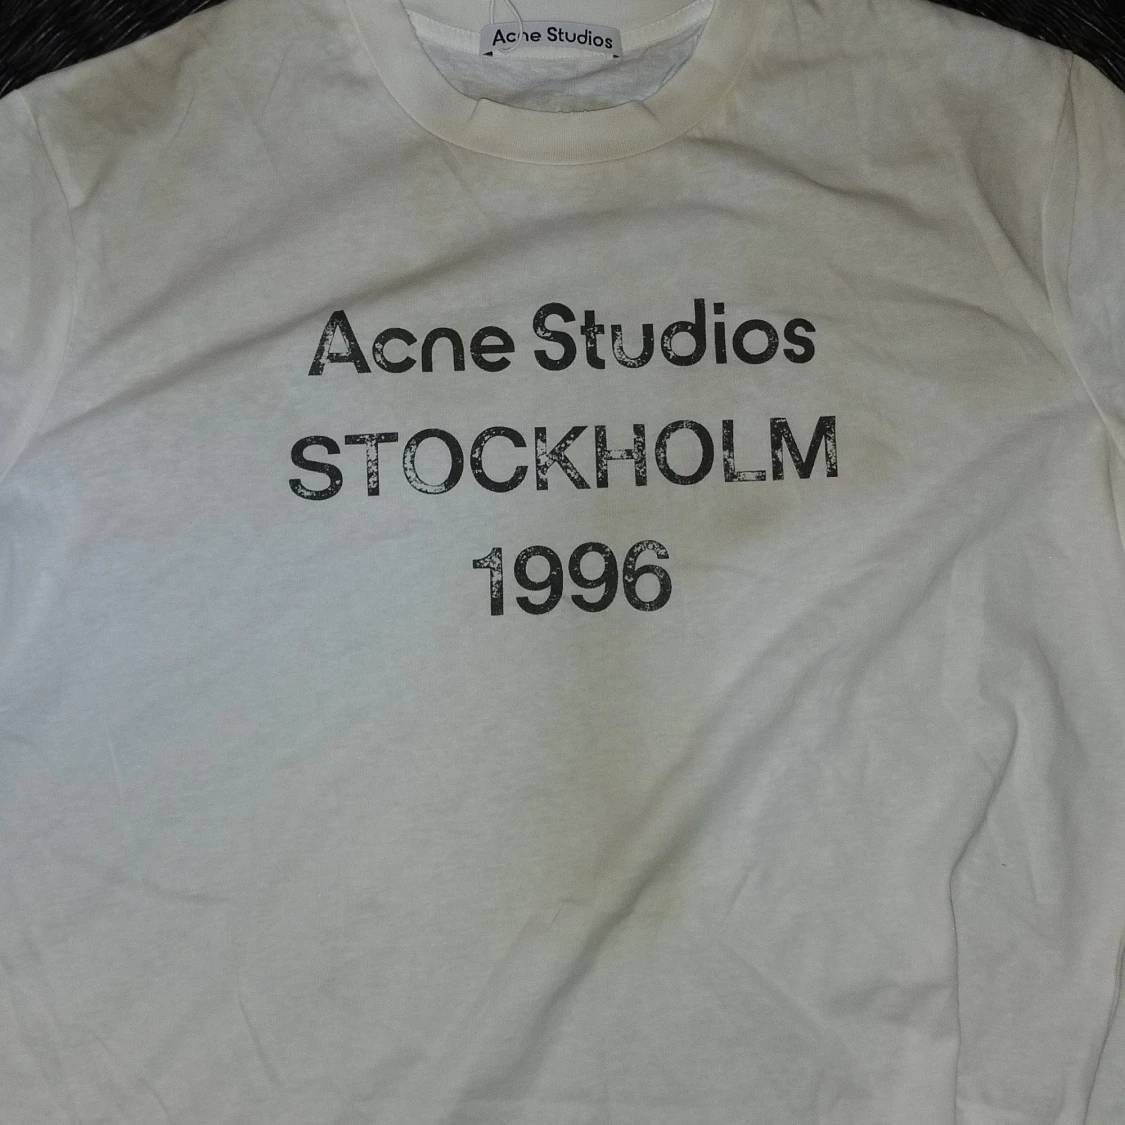 Acne Studios
Acne Studios
STOCKHOLM
1996